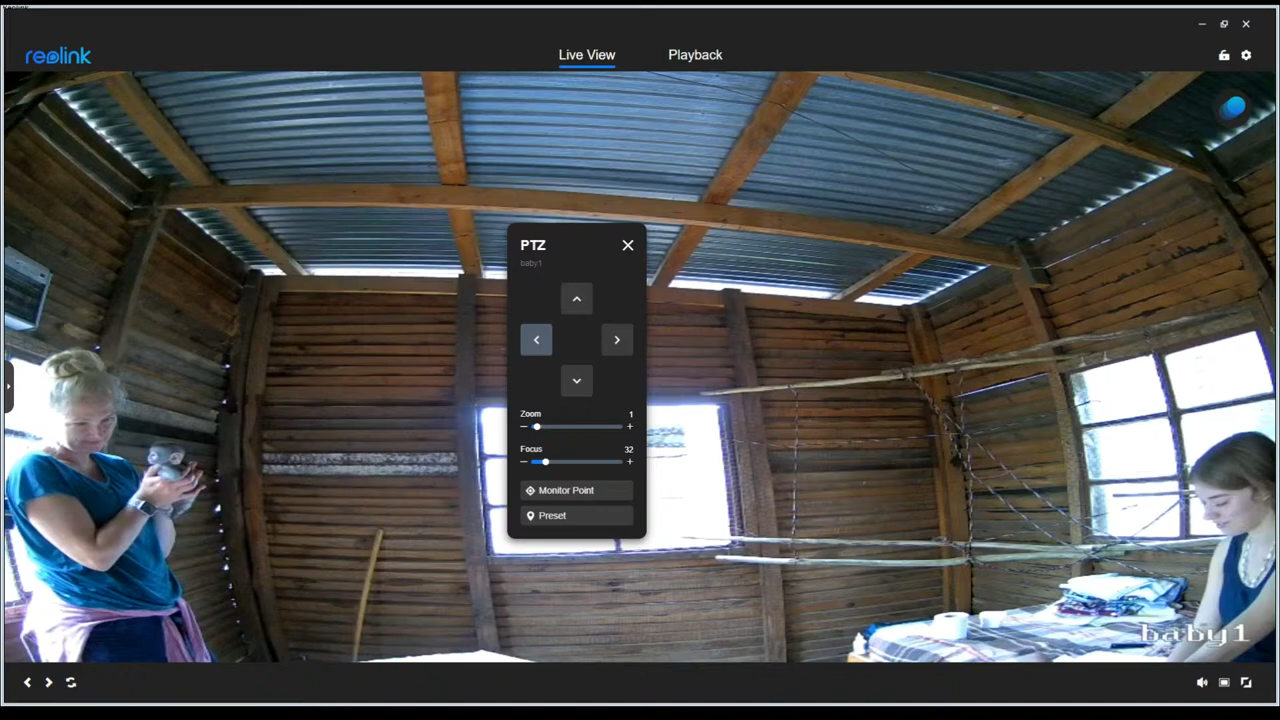 reolink
Live View
Playback
PTZ
baby1
Zoom 1
Focus 32
Monitor Point
Preset
baby1